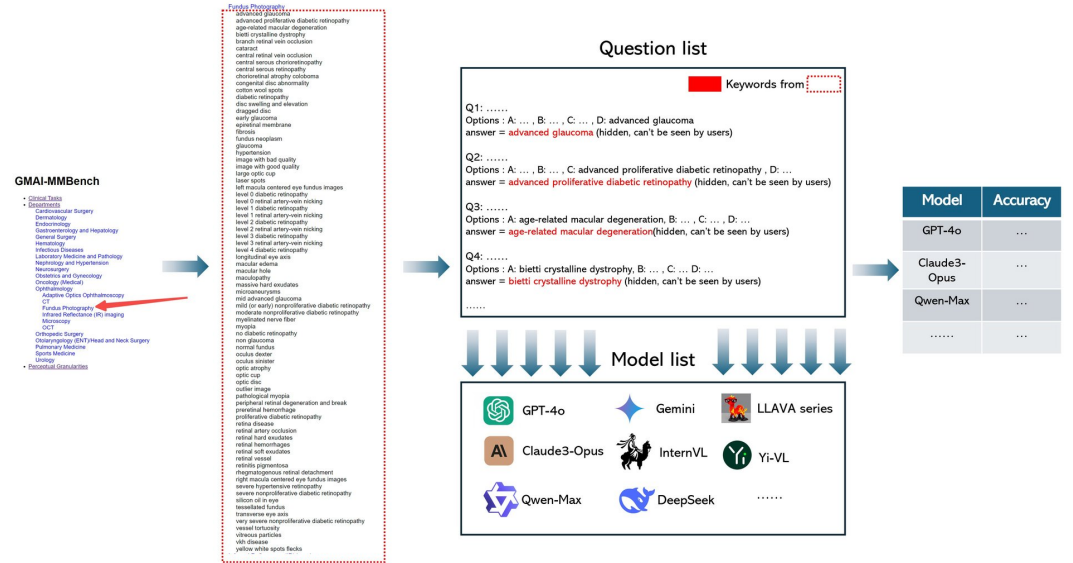 GMAI-MMBench
Clinical Tasks
Departments
Cardiovascular Surgery
Dermatology
Endocrinology
Gastroenterology and Hepatology
General Surgery
Hematology
Infectious Diseases
Laboratory Medicine and Pathology
Nephrology and Hypertension
Neurosurgery
Obstetrics and Gynecology
Oncology (Medical)
Ophthalmology
Adaptive Optics Ophthalmoscopy
CT
Fundus Photography
Infrared Reflectance (IR) imaging
Microscopy
OCT
Orthopedic Surgery
Otolaryngology (ENT)/Head and Neck Surgery
Pulmonary Medicine
Sports Medicine
Urology
Perceptual Granularities
Fundus Photography
advanced glaucoma
advanced proliferative diabetic retinopathy
age-related macular degeneration
bietti crystalline dystrophy
branch retinal vein occlusion
cataract
central retinal vein occlusion
central serous chorioretinopathy
central serous retinopathy
chorioretinal atrophy coloboma
congenital disc abnormality
cotton wool spots
diabetic retinopathy
disc swelling and elevation
dragged disc
early glaucoma
epiretinal membrane
fibrosis
fundus neoplasm
glaucoma
hypertension
image with bad quality
image with good quality
large optic cup
laser spots
left macula centered eye fundus images
level 0 diabetic retinopathy
level 0 retinal artery-vein nicking
level 1 diabetic retinopathy
level 1 retinal artery-vein nicking
level 2 diabetic retinopathy
level 2 retinal artery-vein nicking
level 3 diabetic retinopathy
level 3 retinal artery-vein nicking
level 4 diabetic retinopathy
longitudinal eye axis
macular edema
macular hole
maculopathy
massive hard exudates
microaneurysms
mid advanced glaucoma
mild (or early) nonproliferative diabetic retinopathy
moderate nonproliferative diabetic retinopathy
myelinated nerve fiber
myopia
no diabetic retinopathy
non glaucoma
normal fundus
oculus dexter
oculus sinister
optic atrophy
optic cup
optic disc
outlier image
pathological myopia
peripheral retinal degeneration and break
preretinal hemorrhage
proliferative diabetic retinopathy
retina disease
retinal artery occlusion
retinal hard exudates
retinal hemorrhages
retinal soft exudates
retinal vessel
retinitis pigmentosa
rhegmatogenous retinal detachment
right macula centered eye fundus images
severe hypertensive retinopathy
severe nonproliferative diabetic retinopathy
silicon oil in eye
tessellated fundus
transverse eye axis
very severe nonproliferative diabetic retinopathy
vessel tortuosity
vitreous particles
vkh disease
yellow white spots flecks
Question list
Keywords from
Q1: ......
Options : A: ... , B: ... , C: ... , D: advanced glaucoma
answer = advanced glaucoma (hidden, can't be seen by users)
Q2: ......
Options : A: ... , B: ... , C: advanced proliferative diabetic retinopathy , D: ...
answer = advanced proliferative diabetic retinopathy (hidden, can't be seen by users)
Q3: ......
Options : A: age-related macular degeneration, B: ... , C: ... , D: ...
answer = age-related macular degeneration(hidden, can't be seen by users)
Q4: ......
Options : A: bietti crystalline dystrophy, B: ... , C: ... D: ...
answer = bietti crystalline dystrophy (hidden, can't be seen by users)
......
Model list
GPT-4o
Gemini
LLAVA series
Claude3-Opus
InternVL
Yi-VL
Qwen-Max
DeepSeek
......
Model Accuracy
GPT-4o ...
Claude3-Opus ...
Qwen-Max ...
...... ...